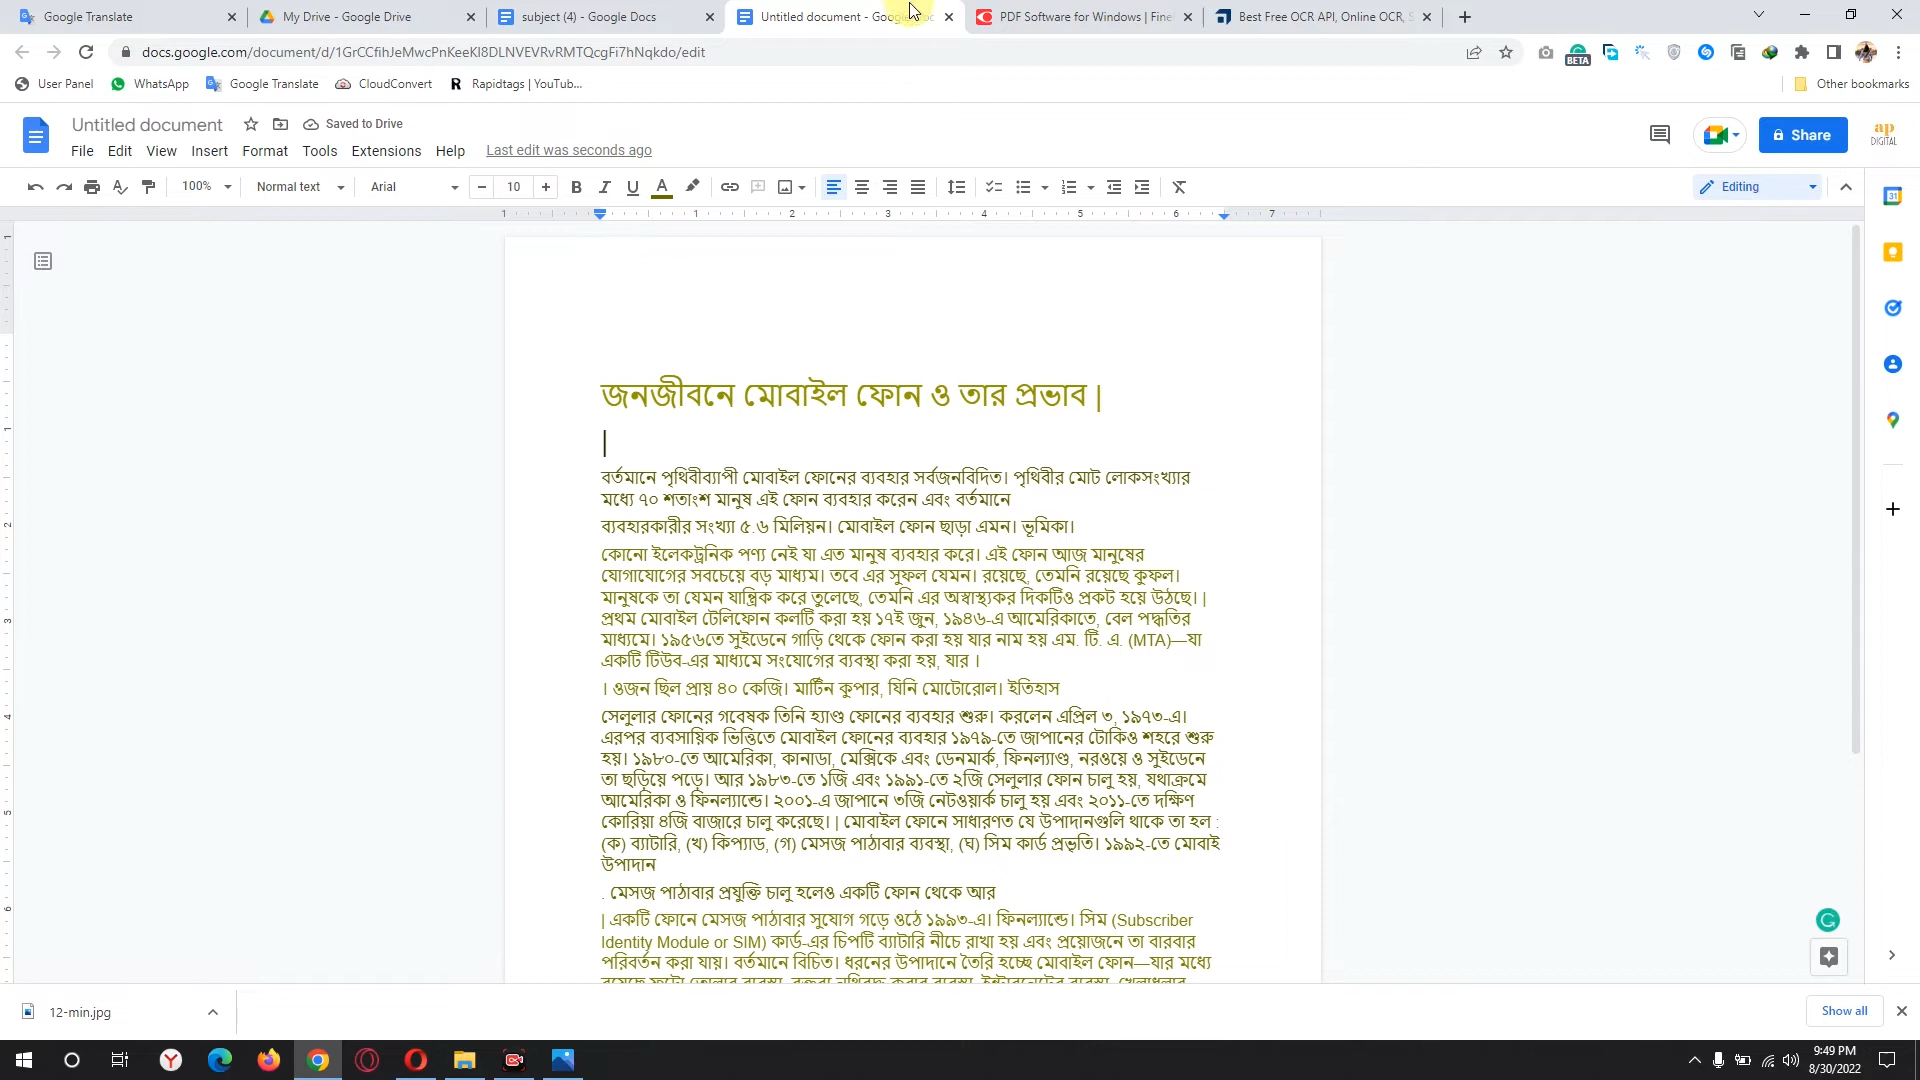 Google Translate
My Drive - Google Drive
subject (4) - Google Docs
Untitled document - Google
PDF Software for Windows | Fine
Best Free OCR API, Online OCR, S
docs.google.com/document/d/1GrCCfihJeMwcPnKeeKI8DLNVEVRvRMTQcgFi7hNqkdo/edit
BETA
User Panel
WhatsApp
Google Translate
CloudConvert
R Rapidtags | YouTub...
Other bookmarks
Untitled document
Saved to Drive
Share
ap DIGITAL
File Edit View Insert Format Tools Extensions Help Last edit was seconds ago
100% Normal text Arial 10 Editing
1 1 2 3 4 5 6 7
জনজীবনে মোবাইল ফোন ও তার প্রভাব |
বর্তমানে পৃথিবীব্যাপী মোবাইল ফোনের ব্যবহার সর্বজনবিদিত। পৃথিবীর মোট লোকসংখ্যার
মধ্যে ৭০ শতাংশ মানুষ এই ফোন ব্যবহার করেন এবং বর্তমানে
ব্যবহারকারীর সংখ্যা ৫.৬ মিলিয়ন। মোবাইল ফোন ছাড়া এমন। ভূমিকা।
কোনো ইলেকট্রনিক পণ্য নেই যা এত মানুষ ব্যবহার করে। এই ফোন আজ মানুষের
যোগাযোগের সবচেয়ে বড় মাধ্যম। তবে এর সুফল যেমন। রয়েছে, তেমনি রয়েছে কুফল।
মানুষকে তা যেমন যান্ত্রিক করে তুলেছে, তেমনি এর অস্বাস্থ্যকর দিকটিও প্রকট হয়ে উঠছে। |
প্রথম মোবাইল টেলিফোন কলটি করা হয় ১৭ই জুন, ১৯৪৬-এ আমেরিকাতে, বেল পদ্ধতির
মাধ্যমে। ১৯৫৬তে সুইডেনে গাড়ি থেকে ফোন করা হয় যার নাম হয় এম. টি. এ. (MTA)—যা
একটি টিউব-এর মাধ্যমে সংযোগের ব্যবস্থা করা হয়, যার ।
। ওজন ছিল প্রায় ৪০ কেজি। মার্টিন কুপার, যিনি মোটোরোল। ইতিহাস
সেলুলার ফোনের গবেষক তিনি হ্যাণ্ড ফোনের ব্যবহার শুরু। করলেন এপ্রিল ৩, ১৯৭৩-এ।
এরপর ব্যবসায়িক ভিত্তিতে মোবাইল ফোনের ব্যবহার ১৯৭৯-তে জাপানের টোকিও শহরে শুরু
হয়। ১৯৮০-তে আমেরিকা, কানাডা, মেক্সিকে এবং ডেনমার্ক, ফিনল্যাণ্ড, নরওয়ে ও সুইডেনে
তা ছড়িয়ে পড়ে। আর ১৯৮৩-তে ১জি এবং ১৯৯১-তে ২জি সেলুলার ফোন চালু হয়, যথাক্রমে
আমেরিকা ও ফিনল্যান্ডে। ২০০১-এ জাপানে ৩জি নেটওয়ার্ক চালু হয় এবং ২০১১-তে দক্ষিণ
কোরিয়া ৪জি বাজারে চালু করেছে। | মোবাইল ফোনে সাধারণত যে উপাদানগুলি থাকে তা হল :
(ক) ব্যাটারি, (খ) কিপ্যাড, (গ) মেসজ পাঠাবার ব্যবস্থা, (ঘ) সিম কার্ড প্রভৃতি। ১৯৯২-তে মোবাই
উপাদান
. মেসজ পাঠাবার প্রযুক্তি চালু হলেও একটি ফোন থেকে আর
| একটি ফোনে মেসজ পাঠাবার সুযোগ গড়ে ওঠে ১৯৯৩-এ। ফিনল্যান্ডে। সিম (Subscriber
Identity Module or SIM) কার্ড-এর চিপটি ব্যাটারি নীচে রাখা হয় এবং প্রয়োজনে তা বারবার
পরিবর্তন করা যায়। বর্তমানে বিচিত। ধরনের উপাদানে তৈরি হচ্ছে মোবাইল ফোন—যার মধ্যে
12-min.jpg
Show all
9:49 PM
8/30/2022